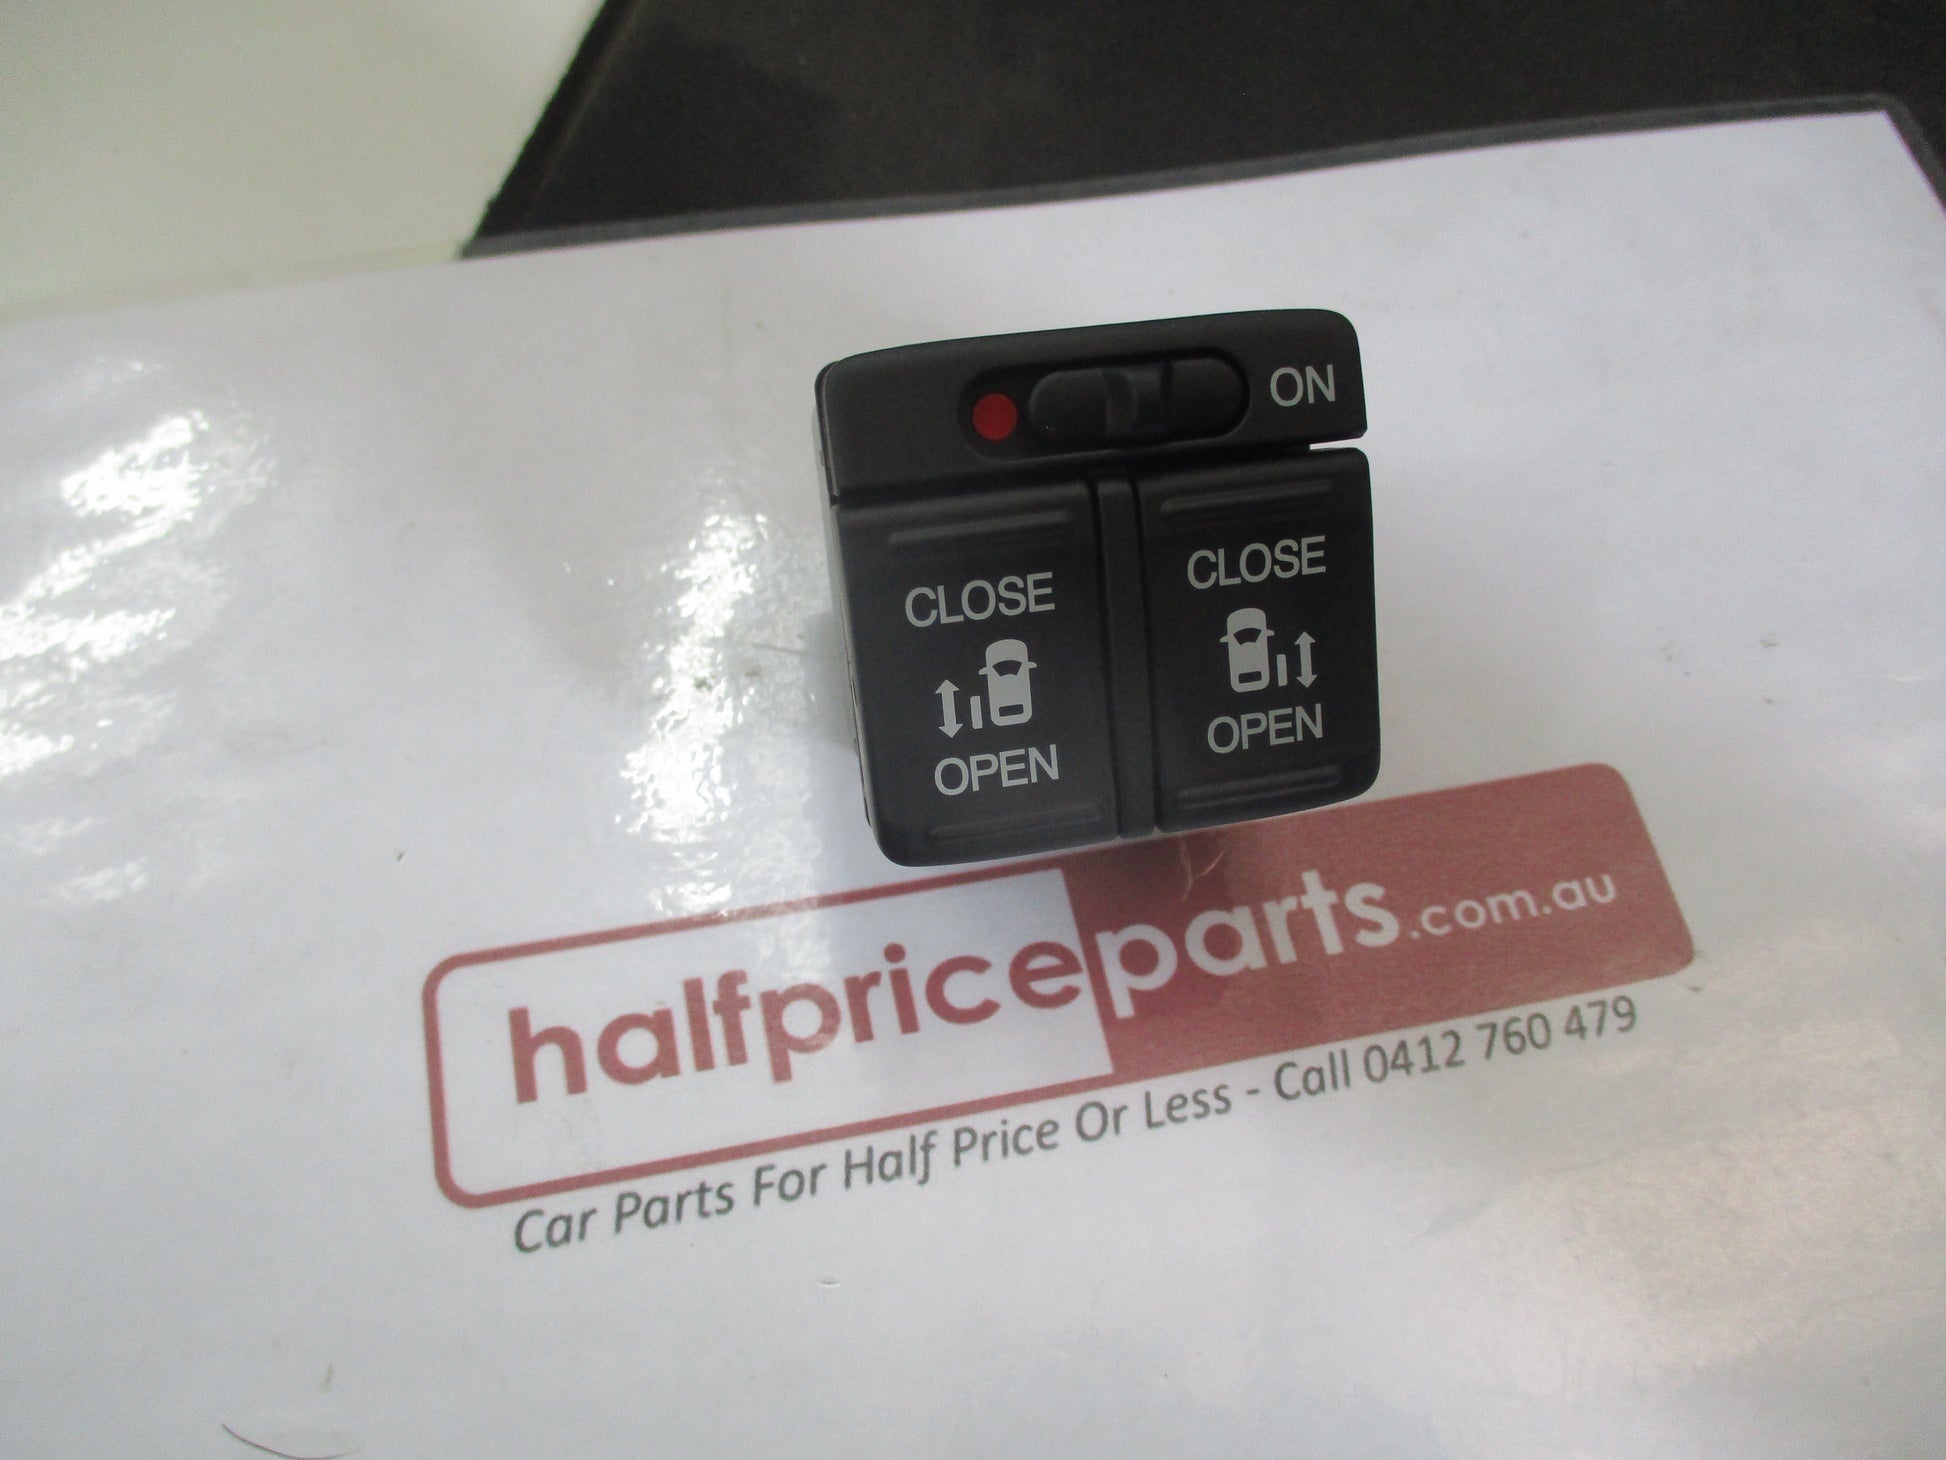 ON
CLOSE
OPEN
CLOSE
OPEN
halfpriceparts.com.au
Car Parts For Half Price Or Less - Call 0412 760 479